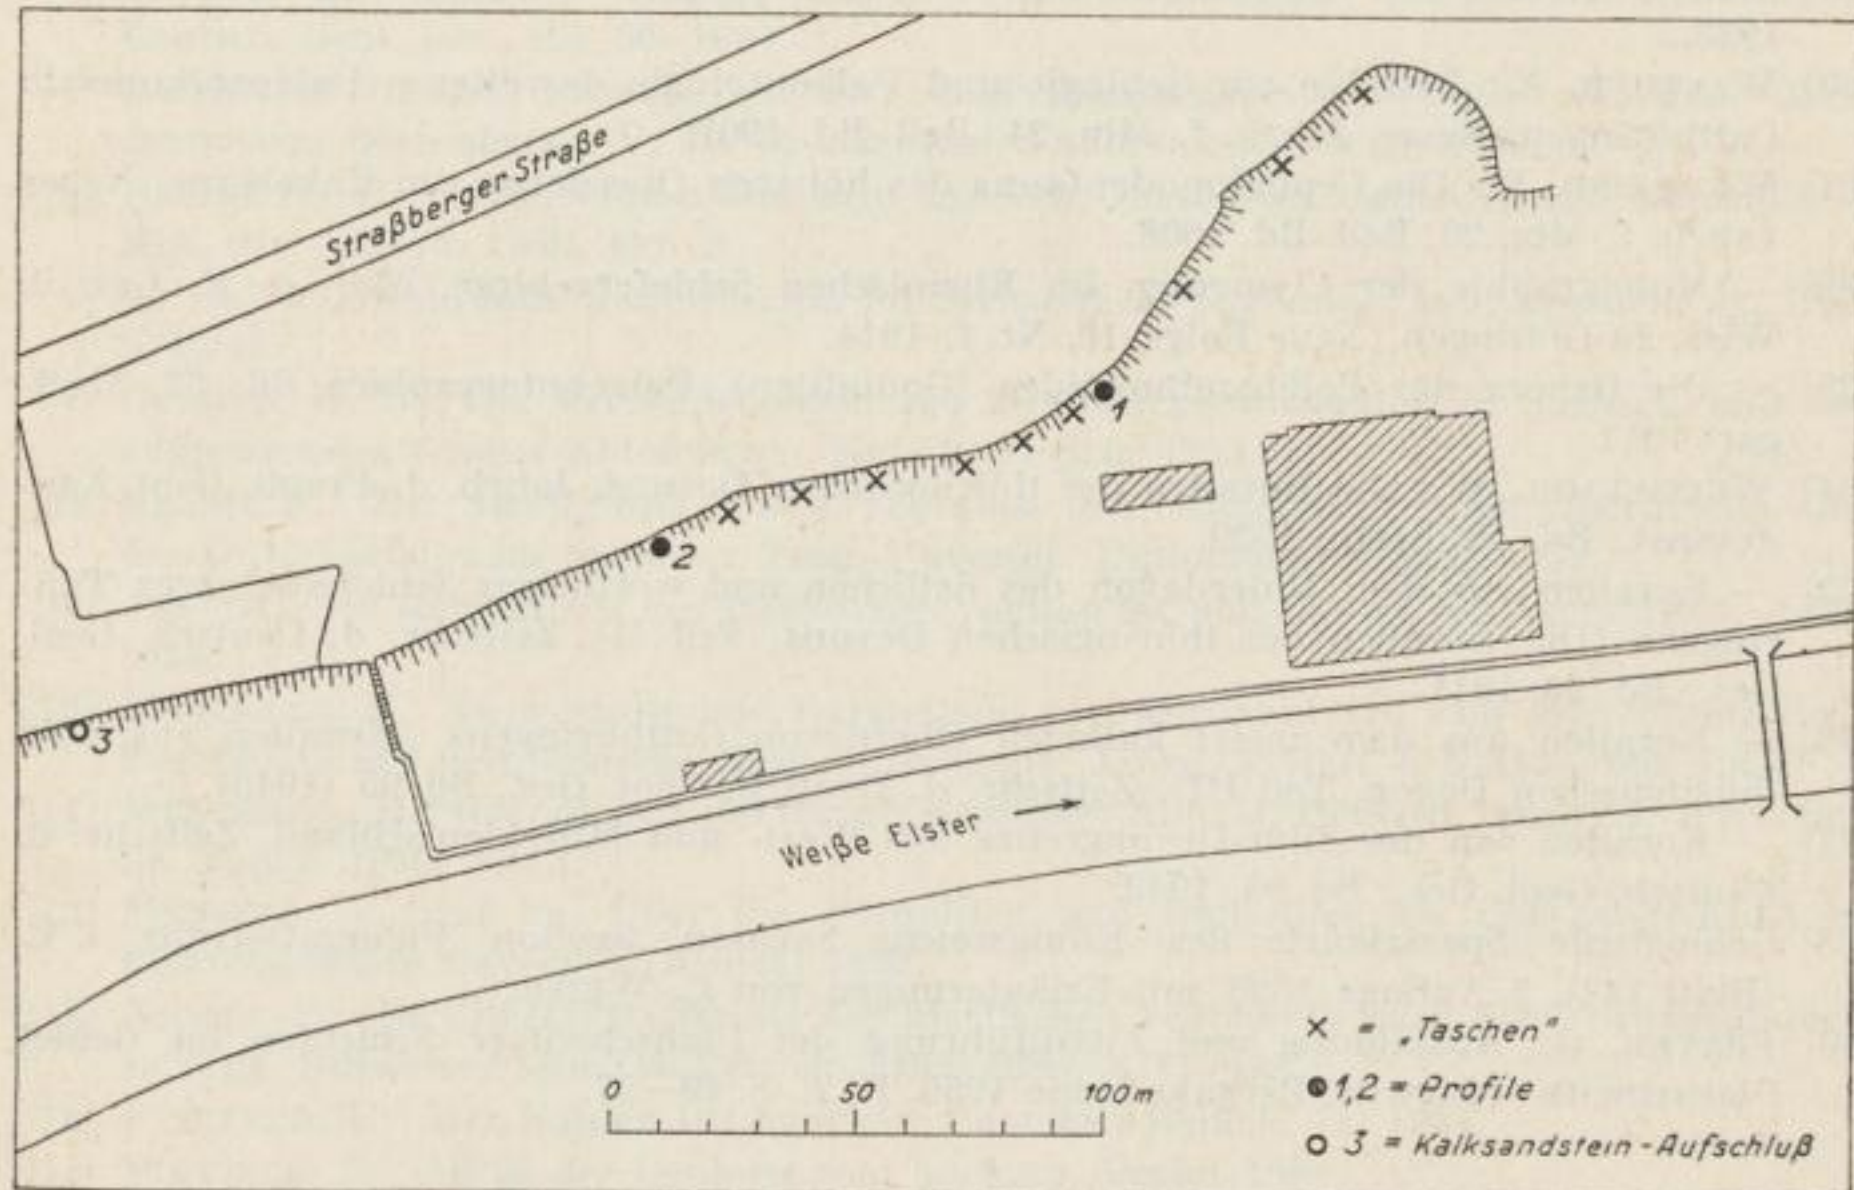 Straßberger Straße
1
2
3
Weiße Elster
× = „Taschen"
●1,2 = Profile
0 50 100m
○ 3 = Kalksandstein-Aufschluß